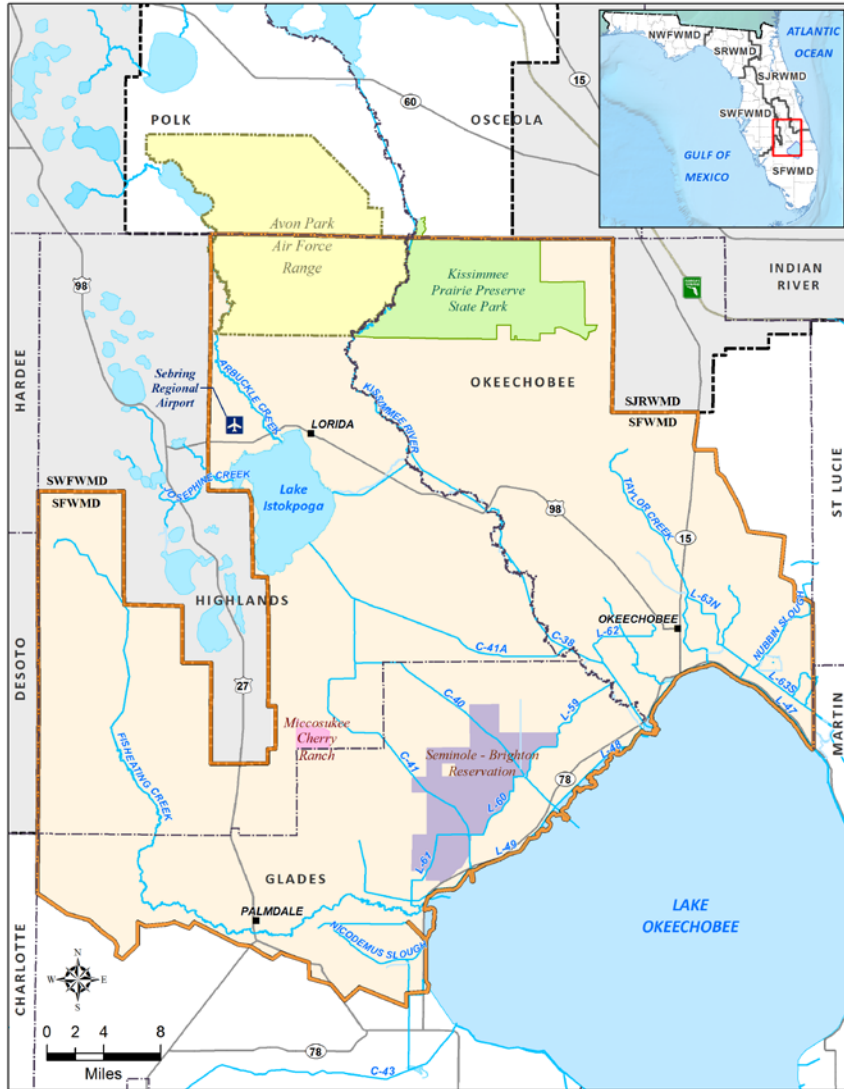 NWFWMD
SRWMD
SJRWMD
SWFWMD
SFWMD
ATLANTIC
OCEAN
GULF OF
MEXICO
15
60
POLK
OSCEOLA
Avon Park
Air Force
Range
Kissimmee
Prairie Preserve
State Park
INDIAN
RIVER
98
HARDEE
Sebring
Regional
Airport
ARBUCKLE CREEK
KISSIMMEE RIVER
OKEECHOBEE
LORIDA
SJRWMD
SFWMD
JOSEPHINE CREEK
Lake
Istokpoga
SWFWMD
SFWMD
98
TAYLOR CREEK
15
ST LUCIE
HIGHLANDS
L-63N
NUBBIN SLOUGH
OKEECHOBEE
L-62
C-38
C-41A
L-63S
L-47
DESOTO
27
MARTIN
Miccosukee
Cherry
Ranch
C-40
L-59
C-41
Seminole - Brighton
Reservation
L-48
78
FISHEATING CREEK
L-60
L-49
L-61
GLADES
PALMDALE
NICODEMUS SLOUGH
LAKE
OKEECHOBEE
CHARLOTTE
N
W
E
S
0 2 4 8
Miles
78
C-43